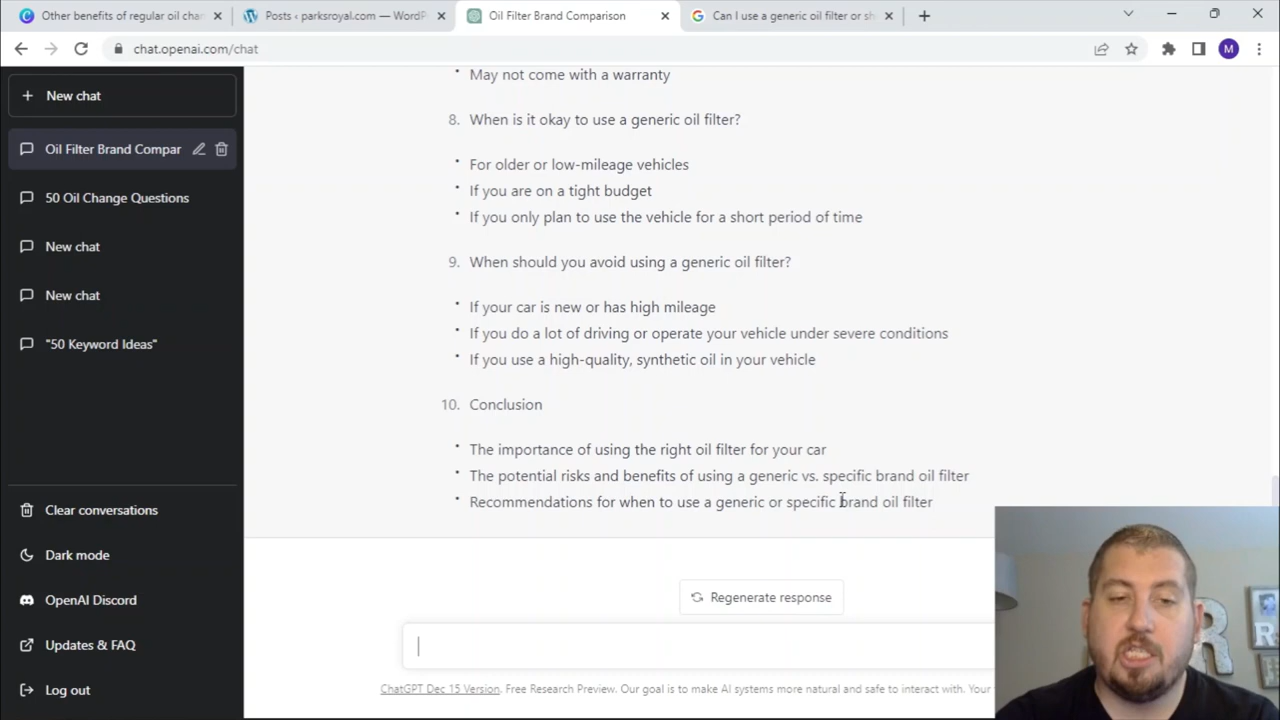 Other benefits of regular oil chan
Posts ‹ parksroyal.com — WordP
Oil Filter Brand Comparison
Can I use a generic oil filter or sh
chat.openai.com/chat
M
New chat
Oil Filter Brand Compar
50 Oil Change Questions
New chat
New chat
"50 Keyword Ideas"
Clear conversations
Dark mode
OpenAI Discord
Updates & FAQ
Log out
• May not come with a warranty
8. When is it okay to use a generic oil filter?
• For older or low-mileage vehicles
• If you are on a tight budget
• If you only plan to use the vehicle for a short period of time
9. When should you avoid using a generic oil filter?
• If your car is new or has high mileage
• If you do a lot of driving or operate your vehicle under severe conditions
• If you use a high-quality, synthetic oil in your vehicle
10. Conclusion
• The importance of using the right oil filter for your car
• The potential risks and benefits of using a generic vs. specific brand oil filter
• Recommendations for when to use a generic or specific brand oil filter
Regenerate response
ChatGPT Dec 15 Version. Free Research Preview. Our goal is to make AI systems more natural and safe to interact with. Your
R
R